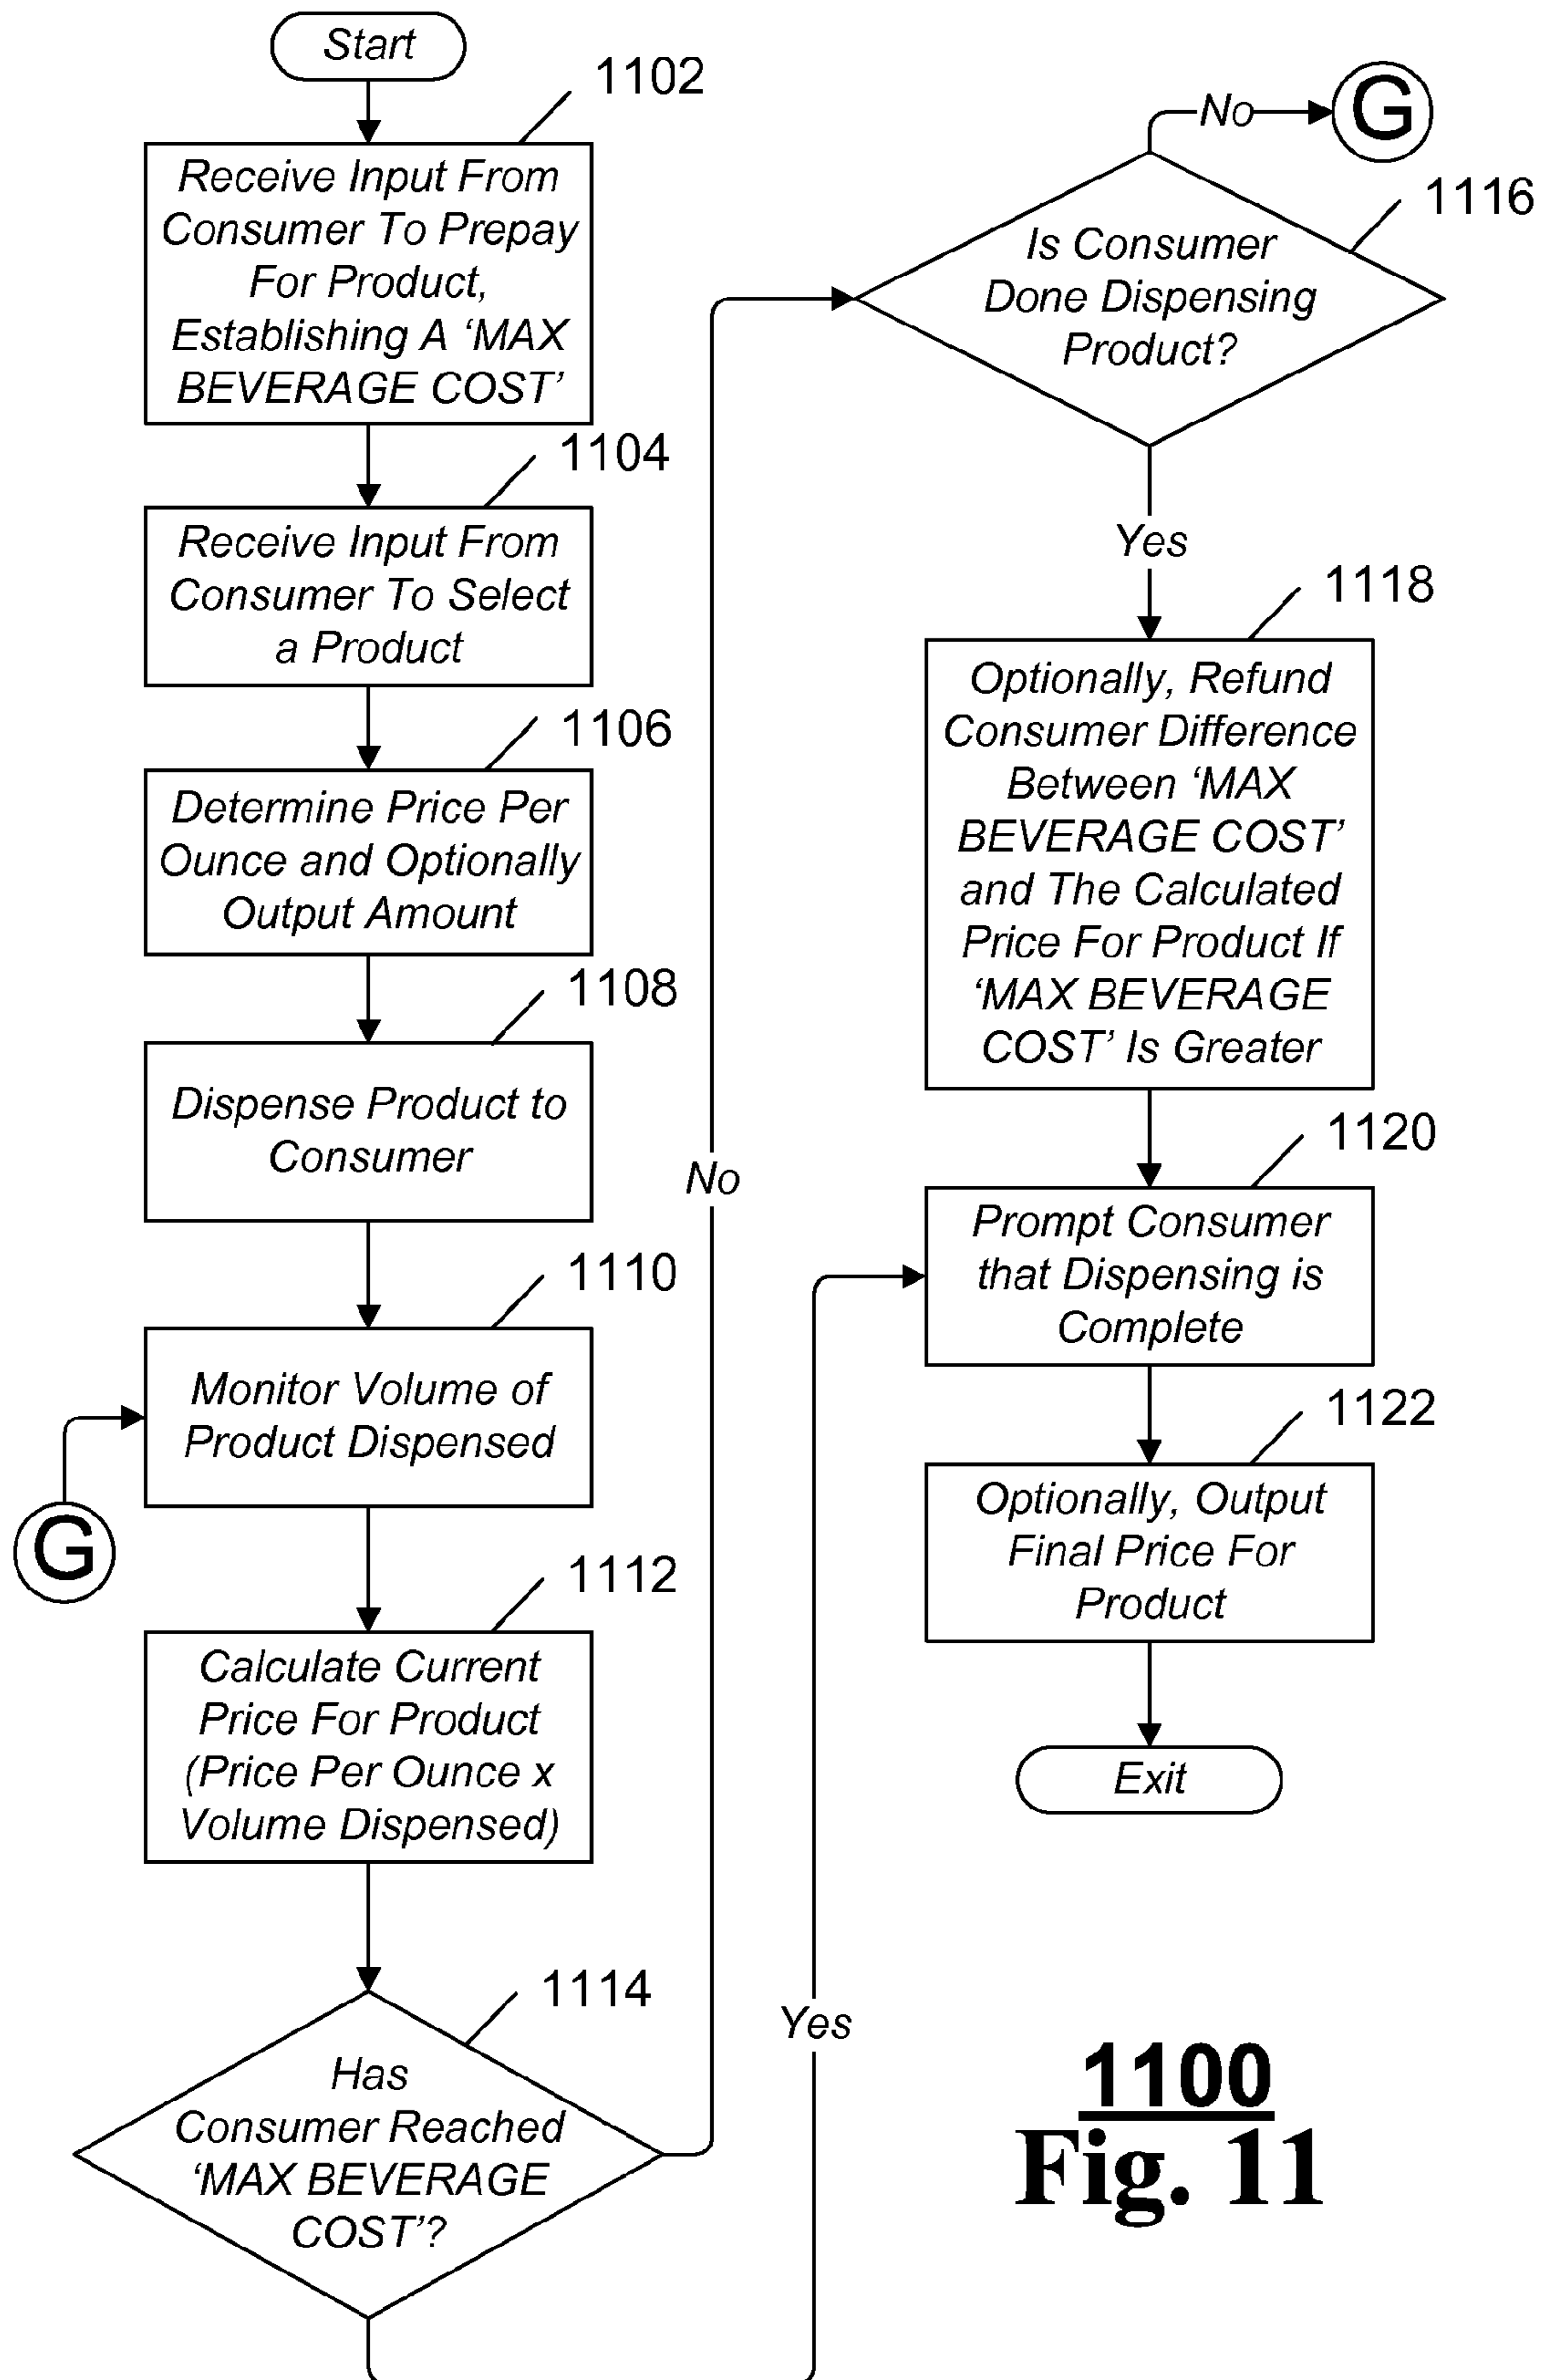 Start
1102
Receive Input From
Consumer To Prepay
For Product,
Establishing A ‘MAX
BEVERAGE COST’
1104
Receive Input From
Consumer To Select
a Product
1106
Determine Price Per
Ounce and Optionally
Output Amount
1108
Dispense Product to
Consumer
1110
Monitor Volume of
Product Dispensed
G
1112
Calculate Current
Price For Product
(Price Per Ounce x
Volume Dispensed)
1114
Has
Consumer Reached
‘MAX BEVERAGE
COST’?
No
Yes
No
G
1116
Is Consumer
Done Dispensing
Product?
Yes
1118
Optionally, Refund
Consumer Difference
Between ‘MAX
BEVERAGE COST’
and The Calculated
Price For Product If
‘MAX BEVERAGE
COST’ Is Greater
1120
Prompt Consumer
that Dispensing is
Complete
1122
Optionally, Output
Final Price For
Product
Exit
1100
Fig. 11